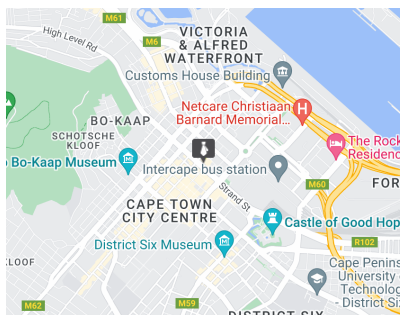 M61
High Level Rd
M6
VICTORIA
& ALFRED
WATERFRONT
Customs House Building
Netcare Christiaan
Barnard Memorial...
BO-KAAP
SCHOTSCHE
KLOOF
The Rock
Residence
o Bo-Kaap Museum
Intercape bus station
M60
FOR
Strand St
CAPE TOWN
CITY CENTRE
Castle of Good Hop
District Six Museum
R102
KLOOF
Cape Penins
University
Technolog
- District Six
M62
M59
DISTRICT SIX